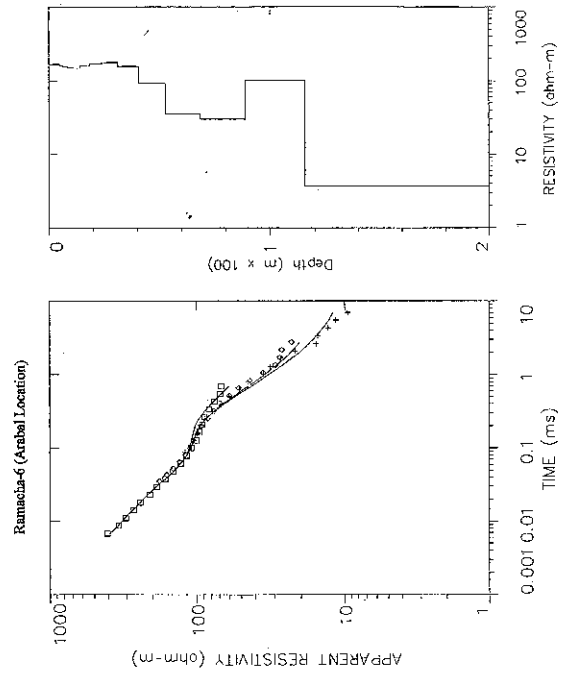 Ramacha-6 (Arabal Location)
APPARENT RESISTIVITY (ohm-m)
1000
100
10
1
0.001 0.01 0.1 1 10
TIME (ms)
Depth (m x 100)
0
1
2
1 10 100 1000
RESISTIVITY (ohm-m)